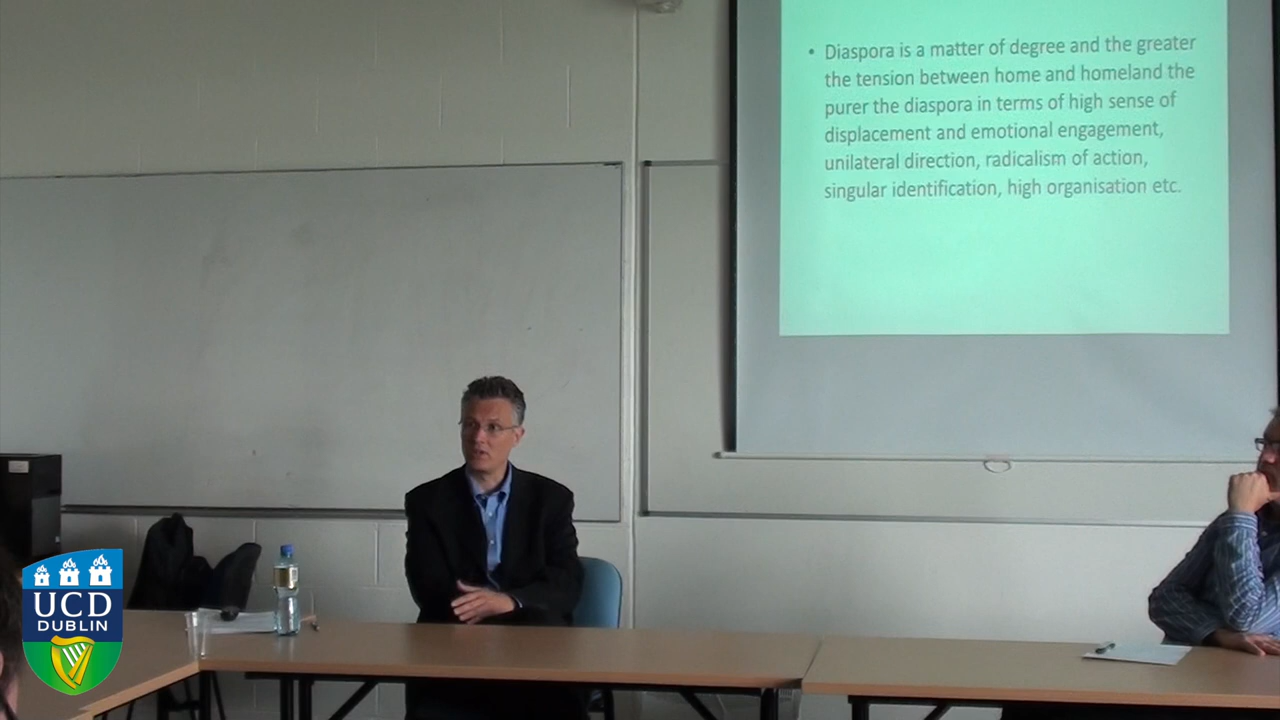 • Diaspora is a matter of degree and the greater
the tension between home and homeland the
purer the diaspora in terms of high sense of
displacement and emotional engagement,
unilateral direction, radicalism of action,
singular identification, high organisation etc.
UCD
DUBLIN